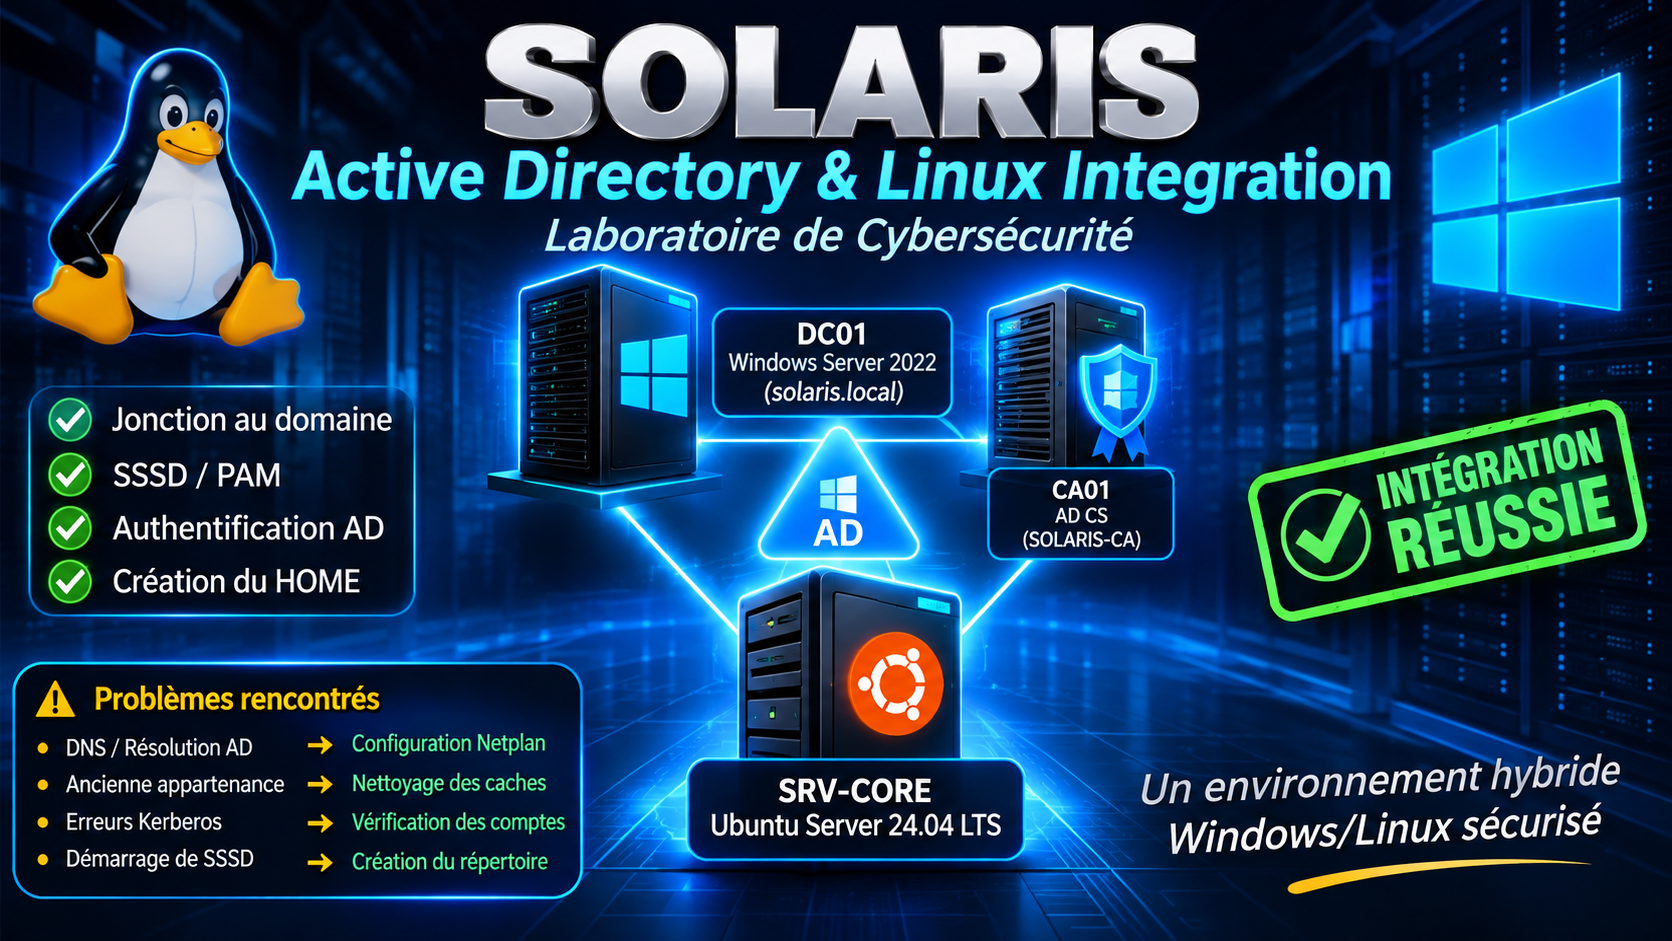 SOLARIS
Active Directory & Linux Integration
Laboratoire de Cybersécurité
DC01
Windows Server 2022
(solaris.local)
Jonction au domaine
SSSD / PAM
Authentification AD
Création du HOME
AD
CA01
AD CS
(SOLARIS-CA)
INTÉGRATION
RÉUSSIE
Problèmes rencontrés
DNS / Résolution AD → Configuration Netplan
Ancienne appartenance → Nettoyage des caches
Erreurs Kerberos → Vérification des comptes
Démarrage de SSSD → Création du répertoire
SRV-CORE
Ubuntu Server 24.04 LTS
Un environnement hybride
Windows/Linux sécurisé